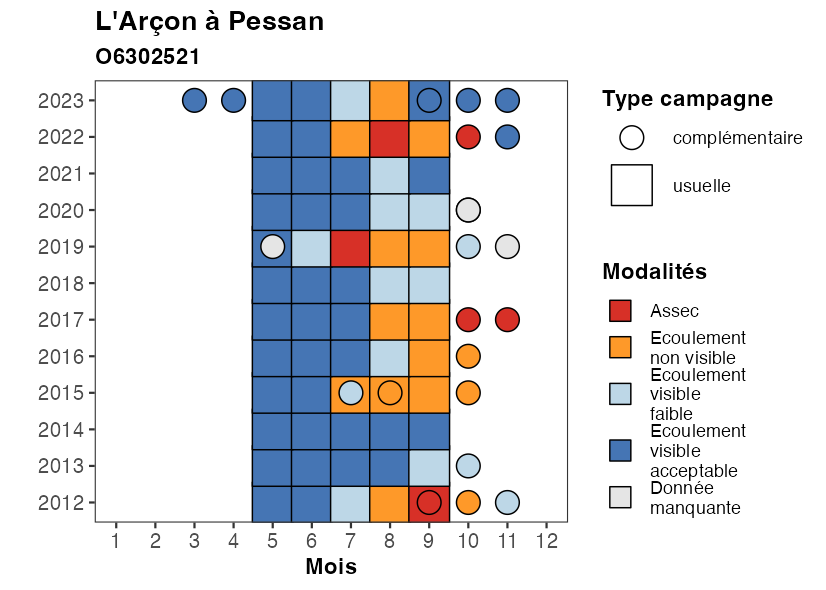 L'Arçon à Pessan
O6302521
2023
2022
2021
2020
2019
2018
2017
2016
2015
2014
2013
2012
1 2 3 4 5 6 7 8 9 10 11 12
Mois
Type campagne
complémentaire
usuelle
Modalités
Assec
Ecoulement
non visible
Ecoulement
visible
faible
Ecoulement
visible
acceptable
Donnée
manquante